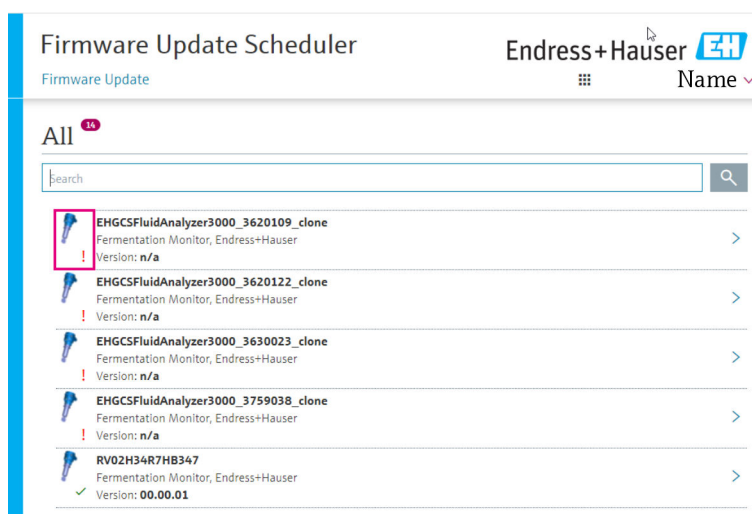 Firmware Update Scheduler
Endress+Hauser EH
Firmware Update
Name
All 14
Search
EHGCSFluidAnalyzer3000_3620109_clone
Fermentation Monitor, Endress+Hauser
! Version: n/a
EHGCSFluidAnalyzer3000_3620122_clone
Fermentation Monitor, Endress+Hauser
! Version: n/a
EHGCSFluidAnalyzer3000_3630023_clone
Fermentation Monitor, Endress+Hauser
! Version: n/a
EHGCSFluidAnalyzer3000_3759038_clone
Fermentation Monitor, Endress+Hauser
! Version: n/a
RV02H34R7HB347
Fermentation Monitor, Endress+Hauser
Version: 00.00.01